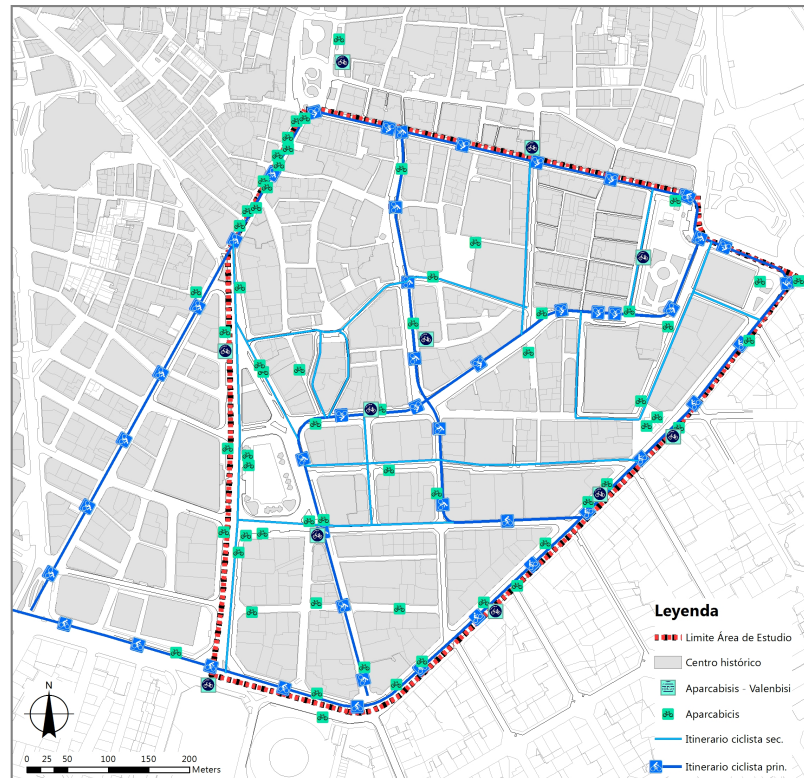 Leyenda
Limite Área de Estudio
Centro histórico
Aparcabisis - Valenbisi
Aparcabicis
Itinerario ciclista sec.
Itinerario ciclista prin.
N
0 25 50 100 150 200
Meters